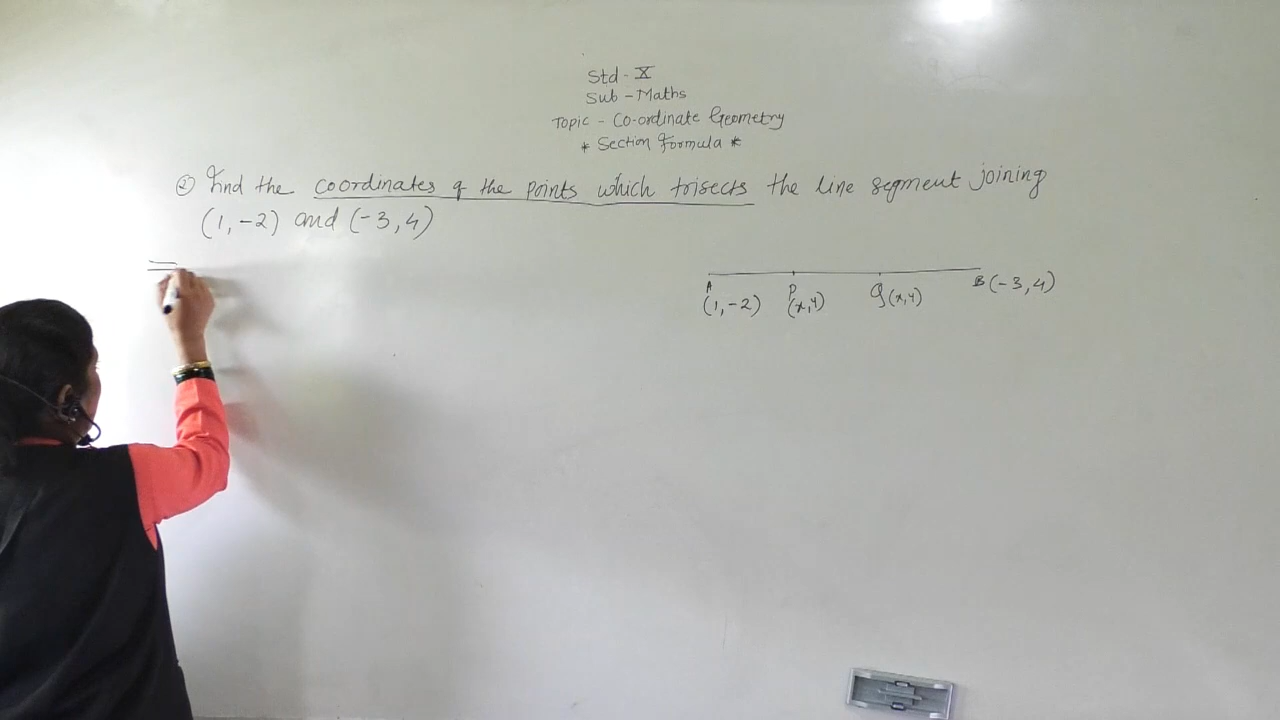 Std - X
Sub - Maths
Topic - Co-ordinate Geometry
* Section Formula *
② Find the coordinates of the points which trisects the line segment joining
(1, -2) and (-3, 4)
A P Q B
(1, -2) (x, y) (x, y) (-3, 4)